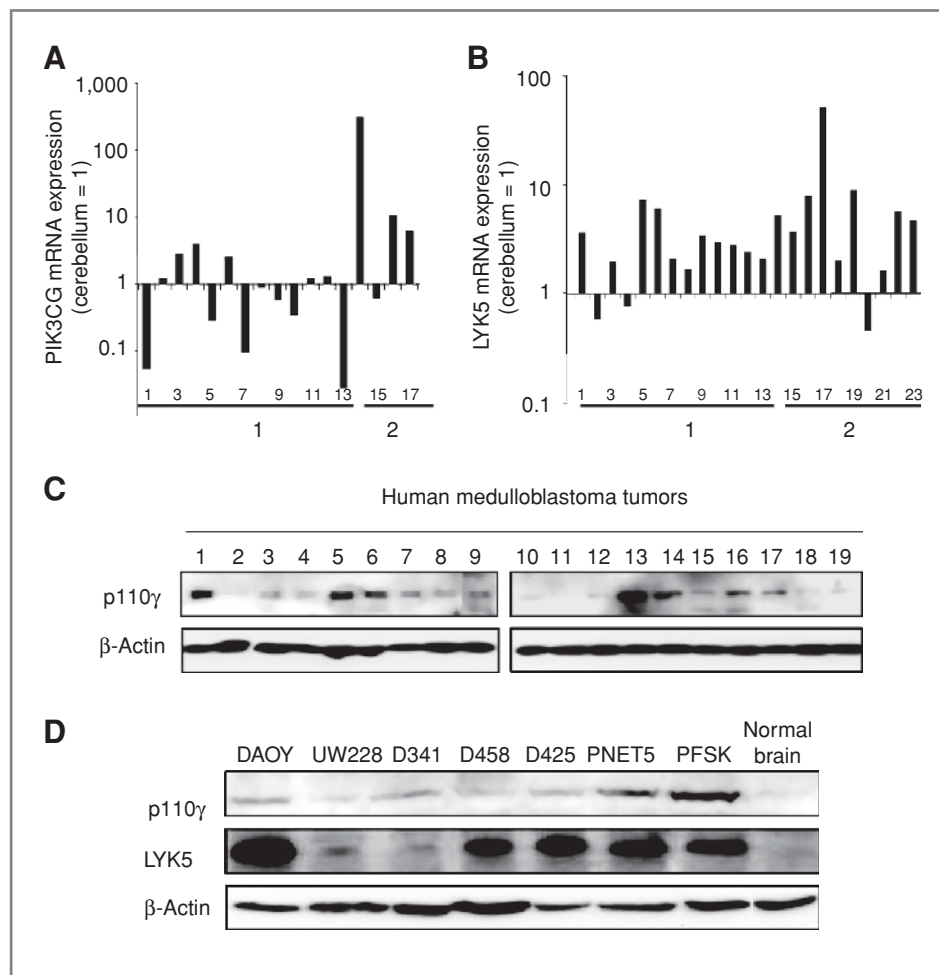 A
PIK3CG mRNA expression
(cerebellum = 1)
1,000
100
10
1
0.1
1 3 5 7 9 11 13 15 17
1 2
B
LYK5 mRNA expression
(cerebellum = 1)
100
10
1
0.1
1 3 5 7 9 11 13 15 17 19 21 23
1 2
C
Human medulloblastoma tumors
1 2 3 4 5 6 7 8 9 10 11 12 13 14 15 16 17 18 19
p110γ
β-Actin
D
DAOY UW228 D341 D458 D425 PNET5 PFSK Normal
brain
p110γ
LYK5
β-Actin